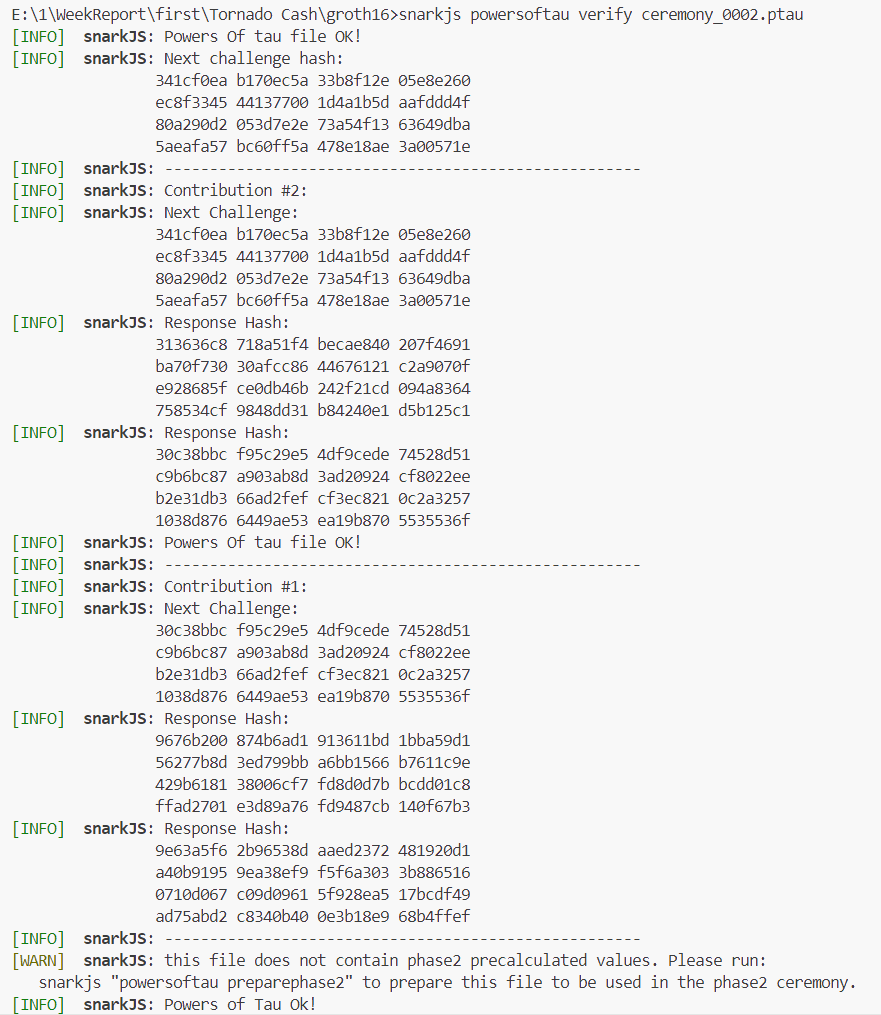 E:\1\WeekReport\first\Tornado Cash\groth16>snarkjs powersoftau verify ceremony_0002.ptau
[INFO]  snarkJS: Powers Of tau file OK!
[INFO]  snarkJS: Next challenge hash:
341cf0ea b170ec5a 33b8f12e 05e8e260
ec8f3345 44137700 1d4a1b5d aafddd4f
80a290d2 053d7e2e 73a54f13 63649dba
5aeafa57 bc60ff5a 478e18ae 3a00571e
[INFO]  snarkJS: -----------------------------------------------------
[INFO]  snarkJS: Contribution #2:
[INFO]  snarkJS: Next Challenge:
341cf0ea b170ec5a 33b8f12e 05e8e260
ec8f3345 44137700 1d4a1b5d aafddd4f
80a290d2 053d7e2e 73a54f13 63649dba
5aeafa57 bc60ff5a 478e18ae 3a00571e
[INFO]  snarkJS: Response Hash:
313636c8 718a51f4 becae840 207f4691
ba70f730 30afcc86 44676121 c2a9070f
e928685f ce0db46b 242f21cd 094a8364
758534cf 9848dd31 b84240e1 d5b125c1
[INFO]  snarkJS: Response Hash:
30c38bbc f95c29e5 4df9cede 74528d51
c9b6bc87 a903ab8d 3ad20924 cf8022ee
b2e31db3 66ad2fef cf3ec821 0c2a3257
1038d876 6449ae53 ea19b870 5535536f
[INFO]  snarkJS: Powers Of tau file OK!
[INFO]  snarkJS: -----------------------------------------------------
[INFO]  snarkJS: Contribution #1:
[INFO]  snarkJS: Next Challenge:
30c38bbc f95c29e5 4df9cede 74528d51
c9b6bc87 a903ab8d 3ad20924 cf8022ee
b2e31db3 66ad2fef cf3ec821 0c2a3257
1038d876 6449ae53 ea19b870 5535536f
[INFO]  snarkJS: Response Hash:
9676b200 874b6ad1 913611bd 1bba59d1
56277b8d 3ed799bb a6bb1566 b7611c9e
429b6181 38006cf7 fd8d0d7b bcdd01c8
ffad2701 e3d89a76 fd9487cb 140f67b3
[INFO]  snarkJS: Response Hash:
9e63a5f6 2b96538d aaed2372 481920d1
a40b9195 9ea38ef9 f5f6a303 3b886516
0710d067 c09d0961 5f928ea5 17bcdf49
ad75abd2 c8340b40 0e3b18e9 68b4ffef
[INFO]  snarkJS: -----------------------------------------------------
[WARN]  snarkJS: this file does not contain phase2 precalculated values. Please run:
snarkjs "powersoftau preparephase2" to prepare this file to be used in the phase2 ceremony.
[INFO]  snarkJS: Powers of Tau Ok!